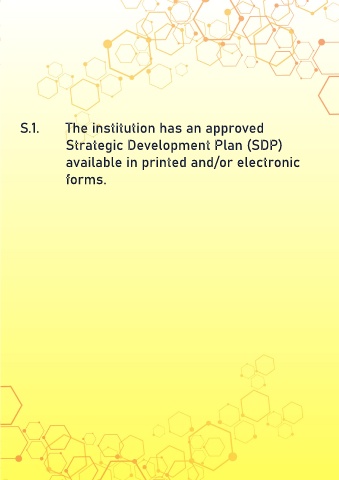 S.1. The institution has an approved
Strategic Development Plan (SDP)
available in printed and/or electronic
forms.